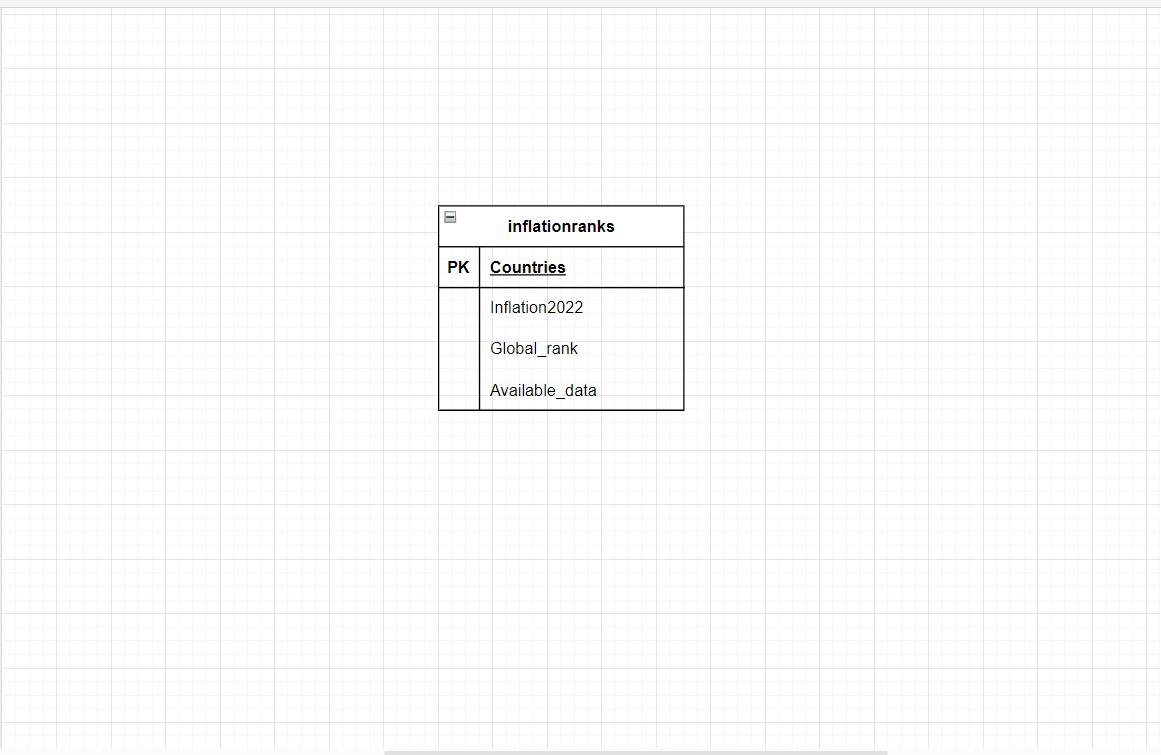 inflationranks
PK Countries
Inflation2022
Global_rank
Available_data